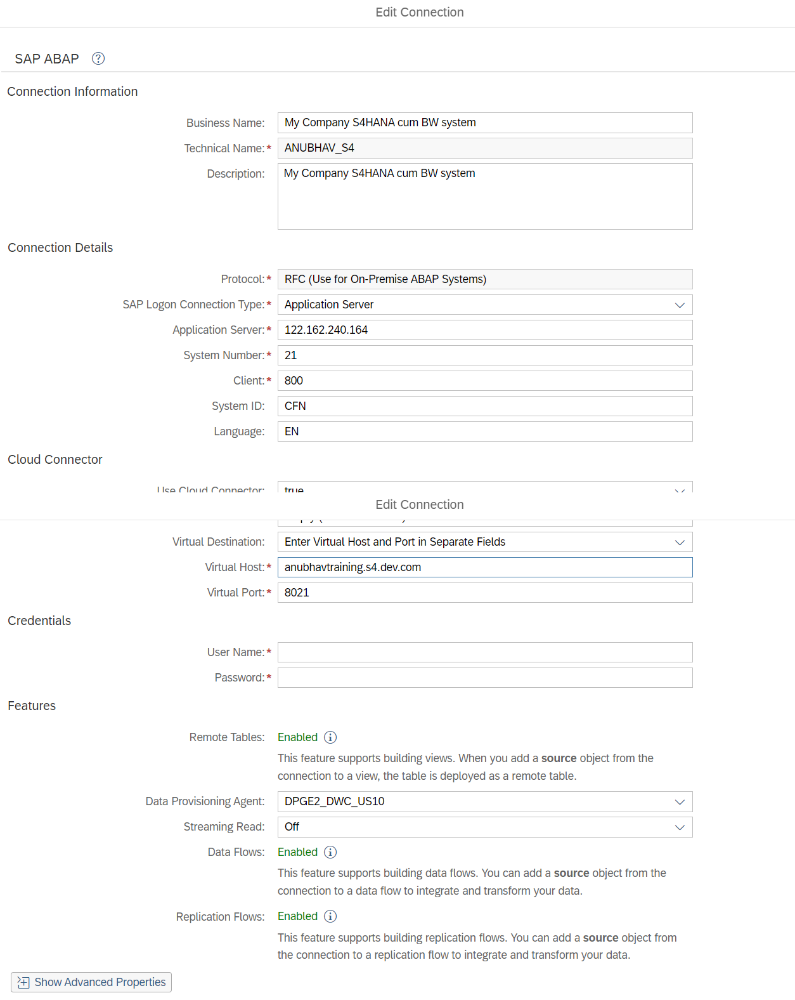 Edit Connection
SAP ABAP
Connection Information
Business Name: My Company S4HANA cum BW system
Technical Name:* ANUBHAV_S4
Description: My Company S4HANA cum BW system
Connection Details
Protocol:* RFC (Use for On-Premise ABAP Systems)
SAP Logon Connection Type:* Application Server
Application Server:* 122.162.240.164
System Number:* 21
Client:* 800
System ID: CFN
Language: EN
Cloud Connector
Use Cloud Connector: true
Edit Connection
Virtual Destination: Enter Virtual Host and Port in Separate Fields
Virtual Host:* anubhavtraining.s4.dev.com
Virtual Port:* 8021
Credentials
User Name:*
Password:*
Features
Remote Tables: Enabled
This feature supports building views. When you add a source object from the
connection to a view, the table is deployed as a remote table.
Data Provisioning Agent: DPGE2_DWC_US10
Streaming Read: Off
Data Flows: Enabled
This feature supports building data flows. You can add a source object from the
connection to a data flow to integrate and transform your data.
Replication Flows: Enabled
This feature supports building replication flows. You can add a source object from
the connection to a replication flow to integrate and transform your data.
Show Advanced Properties